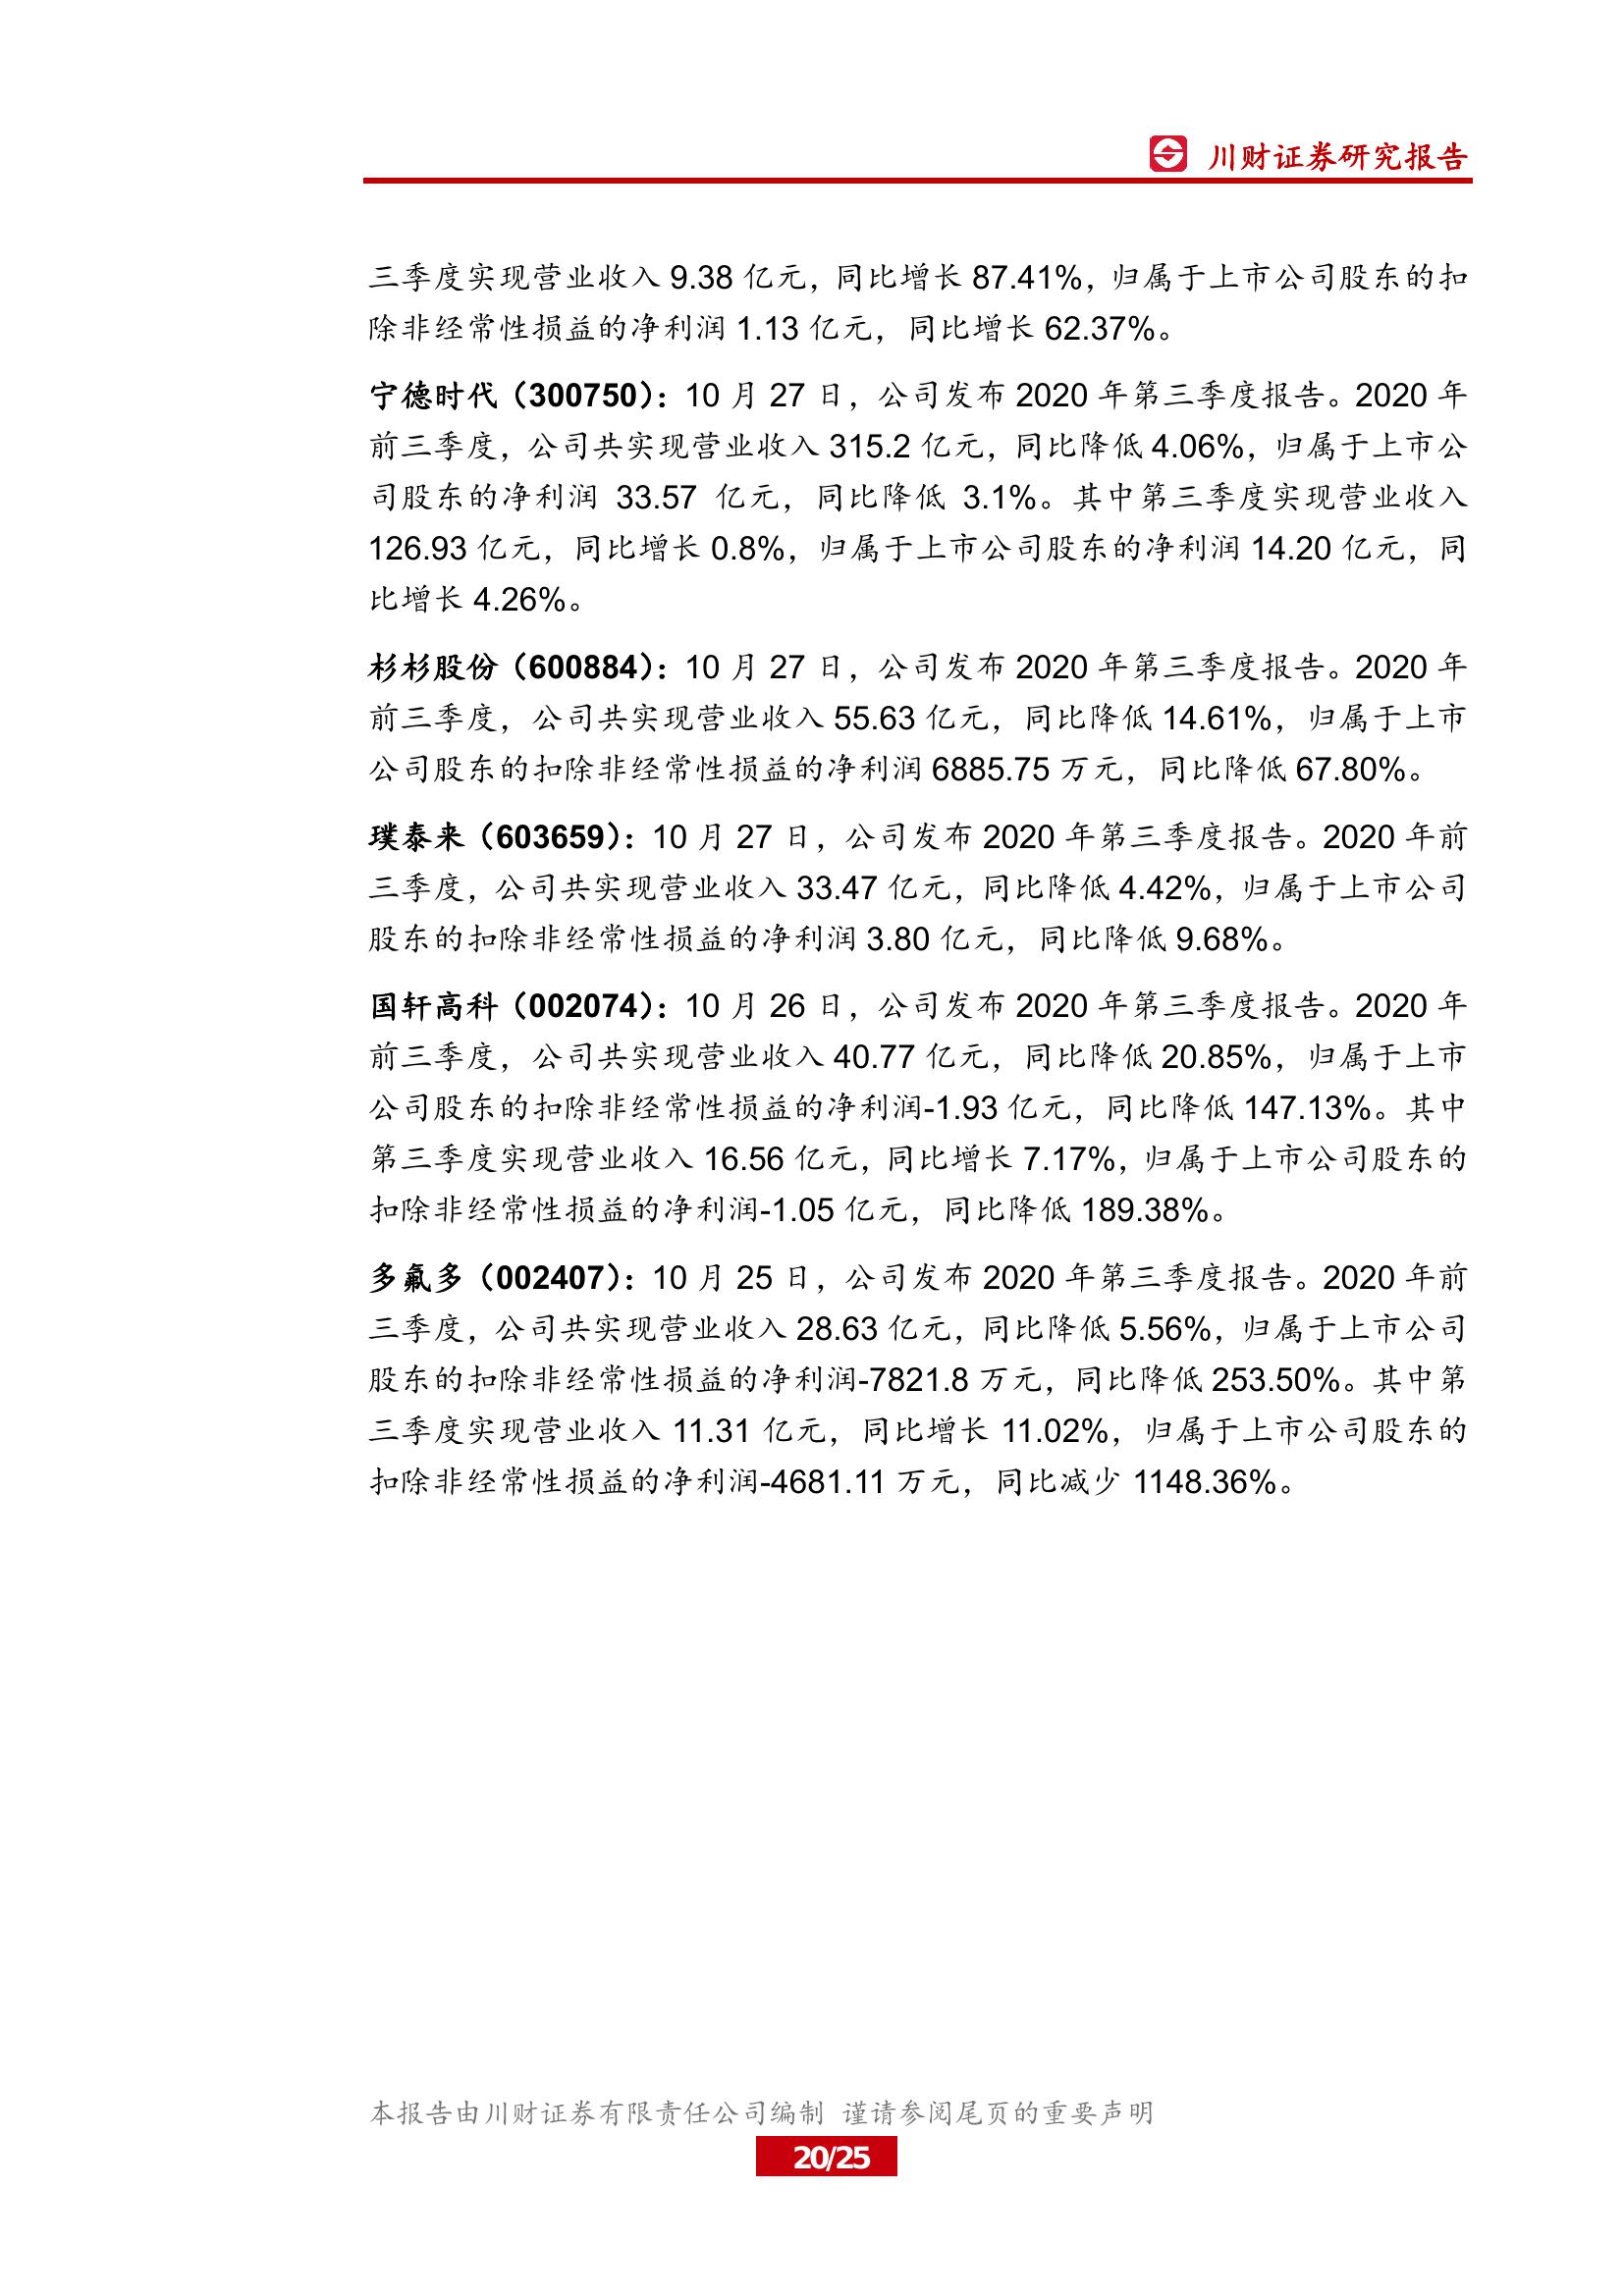 川财证券研究报告
三季度实现营业收入 9.38 亿元，同比增长 87.41%，归属于上市公司股东的扣
除非经常性损益的净利润 1.13 亿元，同比增长 62.37%。
宁德时代（300750）：10 月 27 日，公司发布 2020 年第三季度报告。2020 年
前三季度，公司共实现营业收入 315.2 亿元，同比降低 4.06%，归属于上市公
司股东的净利润 33.57 亿元，同比降低 3.1%。其中第三季度实现营业收入
126.93 亿元，同比增长 0.8%，归属于上市公司股东的净利润 14.20 亿元，同
比增长 4.26%。
杉杉股份（600884）：10 月 27 日，公司发布 2020 年第三季度报告。2020 年
前三季度，公司共实现营业收入 55.63 亿元，同比降低 14.61%，归属于上市
公司股东的扣除非经常性损益的净利润 6885.75 万元，同比降低 67.80%。
璞泰来（603659）：10 月 27 日，公司发布 2020 年第三季度报告。2020 年前
三季度，公司共实现营业收入 33.47 亿元，同比降低 4.42%，归属于上市公司
股东的扣除非经常性损益的净利润 3.80 亿元，同比降低 9.68%。
国轩高科（002074）：10 月 26 日，公司发布 2020 年第三季度报告。2020 年
前三季度，公司共实现营业收入 40.77 亿元，同比降低 20.85%，归属于上市
公司股东的扣除非经常性损益的净利润-1.93 亿元，同比降低 147.13%。其中
第三季度实现营业收入 16.56 亿元，同比增长 7.17%，归属于上市公司股东的
扣除非经常性损益的净利润-1.05 亿元，同比降低 189.38%。
多氟多（002407）：10 月 25 日，公司发布 2020 年第三季度报告。2020 年前
三季度，公司共实现营业收入 28.63 亿元，同比降低 5.56%，归属于上市公司
股东的扣除非经常性损益的净利润-7821.8 万元，同比降低 253.50%。其中第
三季度实现营业收入 11.31 亿元，同比增长 11.02%，归属于上市公司股东的
扣除非经常性损益的净利润-4681.11 万元，同比减少 1148.36%。
本报告由川财证券有限责任公司编制 谨请参阅尾页的重要声明
20/25